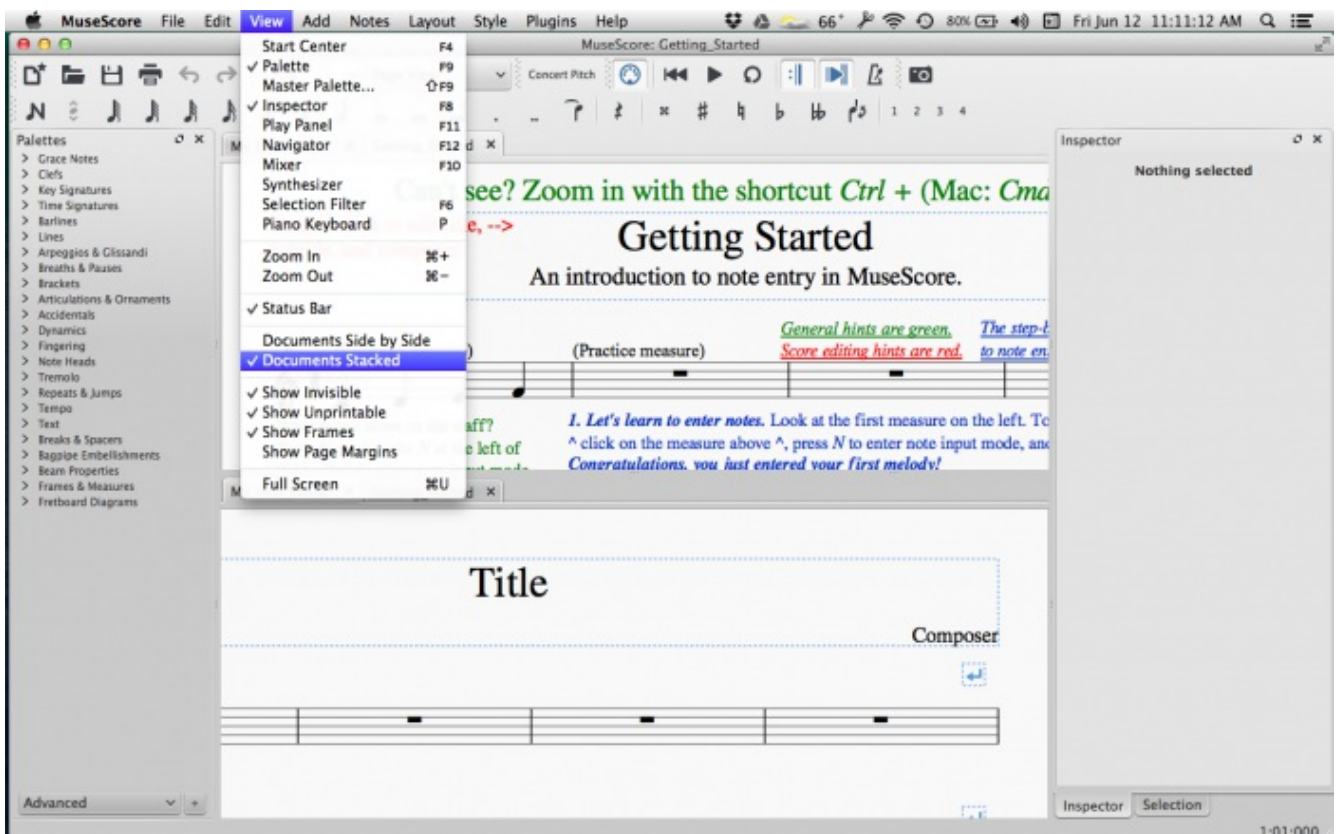 MuseScore File Edit View Add Notes Layout Style Plugins Help 66° 80% Fri Jun 12 11:11:12 AM
MuseScore: Getting_Started
Start Center F4
✓ Palette F9
Master Palette... ⇧F9
✓ Inspector F8
Play Panel F11
Navigator F12
Mixer F10
Synthesizer
Selection Filter F6
Piano Keyboard P
Zoom In ⌘+
Zoom Out ⌘−
✓ Status Bar
Documents Side by Side
✓ Documents Stacked
✓ Show Invisible
✓ Show Unprintable
✓ Show Frames
Show Page Margins
Full Screen ⌘U
Concert Pitch
1 2 3 4
Palettes
> Grace Notes
> Clefs
> Key Signatures
> Time Signatures
> Barlines
> Lines
> Arpeggios & Glissandi
> Breaths & Pauses
> Brackets
> Articulations & Ornaments
> Accidentals
> Dynamics
> Fingering
> Note Heads
> Tremolo
> Repeats & Jumps
> Tempo
> Text
> Breaks & Spacers
> Bagpipe Embellishments
> Beam Properties
> Frames & Measures
> Fretboard Diagrams
Advanced
see? Zoom in with the shortcut Ctrl + (Mac: Cmd
e, -->
Getting Started
An introduction to note entry in MuseScore.
General hints are green. The step-b
(Practice measure) Score editing hints are red. to note en
aff? 1. Let's learn to enter notes. Look at the first measure on the left. To
e left of ^ click on the measure above ^, press N to enter note input mode, and
Congratulations, you just entered your first melody!
Title
Composer
Inspector
Nothing selected
Inspector Selection
1:01:000